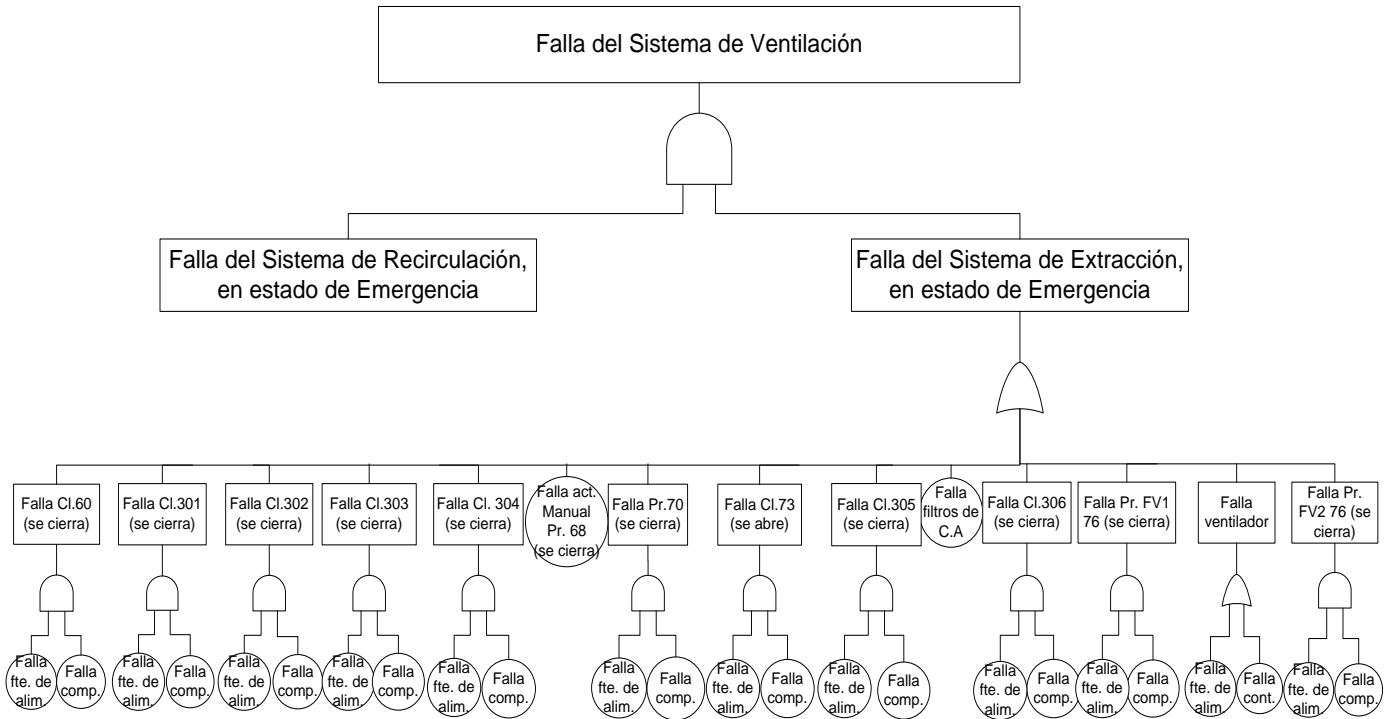 Falla del Sistema de Ventilación
Falla del Sistema de Recirculación,
en estado de Emergencia
Falla del Sistema de Extracción,
en estado de Emergencia
Falla Cl.60
(se cierra)
Falla Cl.301
(se cierra)
Falla Cl.302
(se cierra)
Falla Cl.303
(se cierra)
Falla Cl. 304
(se cierra)
Falla act.
Manual
Pr. 68
(se cierra)
Falla Pr.70
(se cierra)
Falla Cl.73
(se abre)
Falla Cl.305
(se cierra)
Falla
filtros de
C.A
Falla Cl.306
(se cierra)
Falla Pr. FV1
76 (se cierra)
Falla
ventilador
Falla Pr.
FV2 76 (se
cierra)
Falla
fte. de
alim.
Falla
comp.
Falla
fte. de
alim.
Falla
comp.
Falla
fte. de
alim.
Falla
comp.
Falla
fte. de
alim.
Falla
comp.
Falla
fte. de
alim.
Falla
comp.
Falla
fte. de
alim.
Falla
comp.
Falla
fte. de
alim.
Falla
comp.
Falla
fte. de
alim.
Falla
comp.
Falla
fte. de
alim.
Falla
comp.
Falla
fte. de
alim.
Falla
comp.
Falla
fte. de
alim.
Falla
cont.
Falla
fte. de
alim.
Falla
comp.